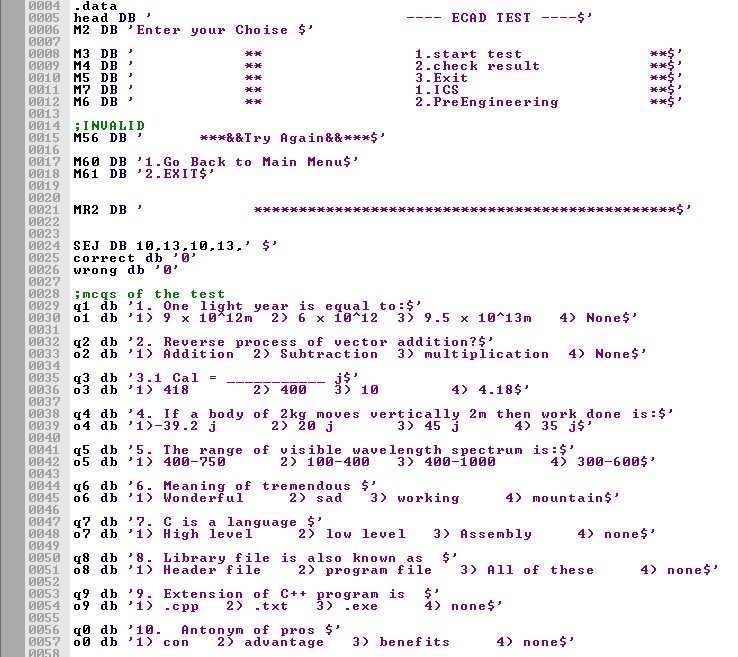 0004 .data
0005 head DB '                              ---- ECAD TEST ----$'
0006 M2 DB 'Enter your Choise $'
0007
0008 M3 DB '            **                 1.start test              **$'
0009 M4 DB '            **                 2.check result            **$'
0010 M5 DB '            **                 3.Exit                    **$'
0011 M7 DB '            **                 1.ICS                     **$'
0012 M6 DB '            **                 2.PreEngineering          **$'
0013
0014 ;INVALID
0015 M56 DB '      ***&&Try Again&&***$'
0016
0017 M60 DB '1.Go Back to Main Menu$'
0018 M61 DB '2.EXIT$'
0019
0020
0021 MR2 DB '            **********************************************$'
0022
0023
0024 SEJ DB 10,13,10,13,' $'
0025 correct db '0'
0026 wrong db '0'
0027
0028 ;mcqs of the test
0029 q1 db '1. One light year is equal to:$'
0030 o1 db '1) 9 x 10^12m  2) 6 x 10^12  3) 9.5 x 10^13m   4) None$'
0031
0032 q2 db '2. Reverse process of vector addition?$'
0033 o2 db '1) Addition  2) Subtraction  3) multiplication  4) None$'
0034
0035 q3 db '3.1 Cal = ___________ j$'
0036 o3 db '1) 418       2) 400   3) 10        4) 4.18$'
0037
0038 q4 db '4. If a body of 2kg moves vertically 2m then work done is:$'
0039 o4 db '1)-39.2 j      2) 20 j       3) 45 j     4) 35 j$'
0040
0041 q5 db '5. The range of visible wavelength spectrum is:$'
0042 o5 db '1) 400-750      2) 100-400   3) 400-1000      4) 300-600$'
0043
0044 q6 db '6. Meaning of tremendous $'
0045 o6 db '1) Wonderful     2) sad   3) working     4) mountain$'
0046
0047 q7 db '7. C is a language $'
0048 o7 db '1) High level     2) low level   3) Assembly     4) none$'
0049
0050 q8 db '8. Library file is also known as  $'
0051 o8 db '1) Header file    2) program file   3) All of these     4) none$'
0052
0053 q9 db '9. Extension of C++ program is  $'
0054 o9 db '1) .cpp   2) .txt   3) .exe     4) none$'
0055
0056 q0 db '10.  Antonym of pros $'
0057 o0 db '1) con   2) advantage   3) benefits     4) none$'
0058